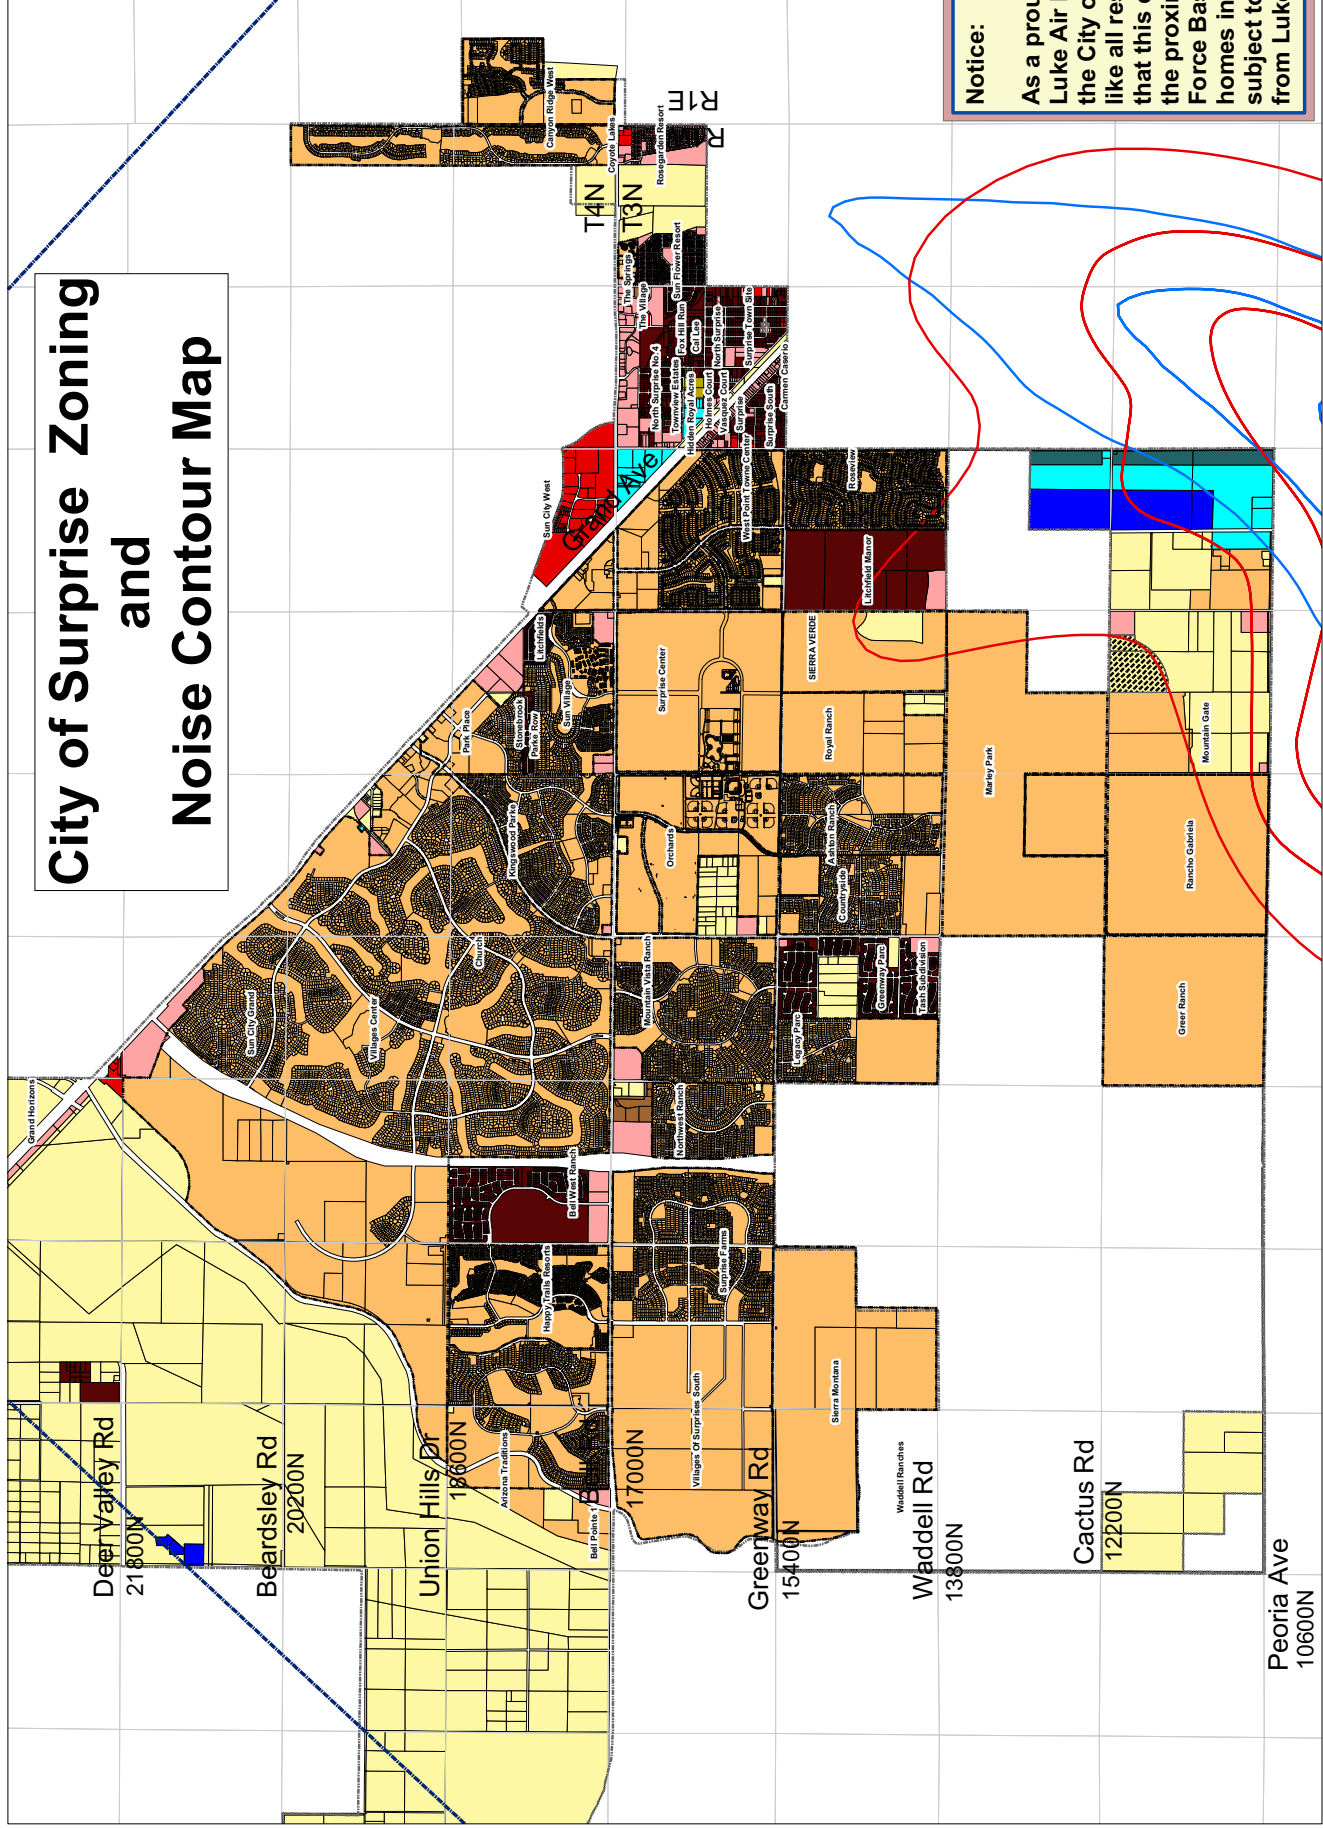 City of Surprise Zoning
and
Noise Contour Map
Notice:
As a prou
Luke Air
the City o
like all res
that this
the proxim
Force Bas
homes in
subject to
from Luke
Canyon Ridge West
Coyote Lakes
Rosegarden Resort
R1E
R
T4N
T3N
The Springs
The Village
Sun Flower Resort
Fox Hill Run
Cal Lee
North Surprise
Surprise Town Site
North Surprise No. 4
Townview Estates
Hidden Royal Acres
Holmes Court
Vasquez Court
Surprise
Surprise South
Carmen Caserio
Sun City West
Grand Ave
West Point Towne Center
Roseview
Litchfield Manor
Litchfields
Surprise Center
SIERRA VERDE
Stonebrook
Parke Row
Sun Village
Park Place
Royal Ranch
Marley Park
Mountain Gate
Kingswood Parke
Orchards
Ashton Ranch
Countryside
Rancho Gabriela
Church
Sun City Grand
Villages Center
Mountain Vista Ranch
Legacy Parc
Greenway Parc
Tash Subdivision
Greer Ranch
Grand Horizons
Northwest Ranch
Bell West Ranch
Happy Trails Resorts
Surprise Farms
Arizona Traditions
Villages Of Surprises South
Sierra Montana
Bell Pointe
Waddell Ranches
Deer Valley Rd
21800N
Beardsley Rd
20200N
Union Hills Dr
18600N
Bell Rd
17000N
Greenway Rd
15400N
Waddell Rd
13800N
Cactus Rd
12200N
Peoria Ave
10600N